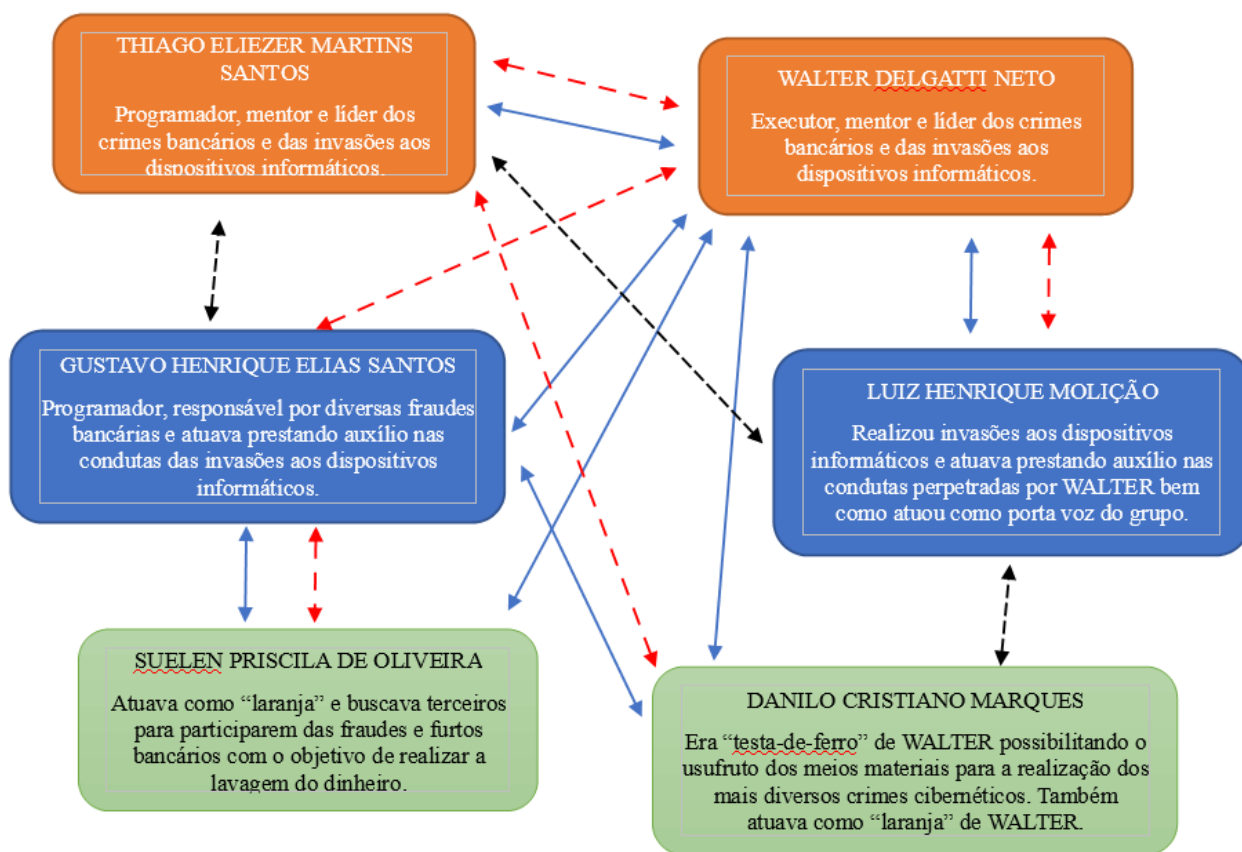 THIAGO ELIEZER MARTINS
SANTOS
Programador, mentor e líder dos
crimes bancários e das invasões aos
dispositivos informáticos.
WALTER DELGATTI NETO
Executor, mentor e líder dos crimes
bancários e das invasões aos
dispositivos informáticos.
GUSTAVO HENRIQUE ELIAS SANTOS
Programador, responsável por diversas fraudes
bancárias e atuava prestando auxílio nas
condutas das invasões aos dispositivos
informáticos.
LUIZ HENRIQUE MOLIÇÃO
Realizou invasões aos dispositivos
informáticos e atuava prestando auxílio nas
condutas perpetradas por WALTER bem
como atuou como porta voz do grupo.
SUELEN PRISCILA DE OLIVEIRA
Atuava como “laranja” e buscava terceiros
para participarem das fraudes e furtos
bancários com o objetivo de realizar a
lavagem do dinheiro.
DANILO CRISTIANO MARQUES
Era “testa-de-ferro” de WALTER possibilitando o
usufruto dos meios materiais para a realização dos
mais diversos crimes cibernéticos. Também
atuava como “laranja” de WALTER.